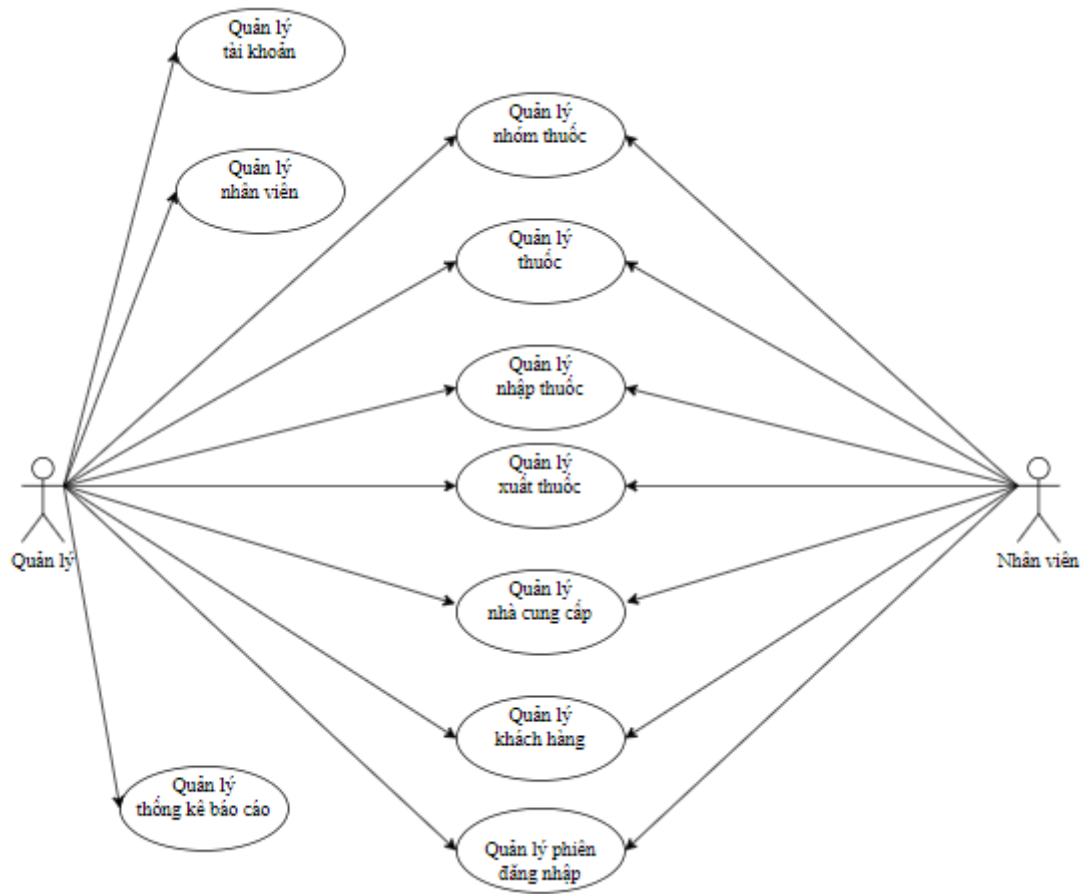 Quản lý
tài khoản
Quản lý
nhóm thuốc
Quản lý
nhân viên
Quản lý
thuốc
Quản lý
nhập thuốc
Quản lý
xuất thuốc
Quản lý
Nhân viên
Quản lý
nhà cung cấp
Quản lý
khách hàng
Quản lý
thống kê báo cáo
Quản lý phiên
đăng nhập